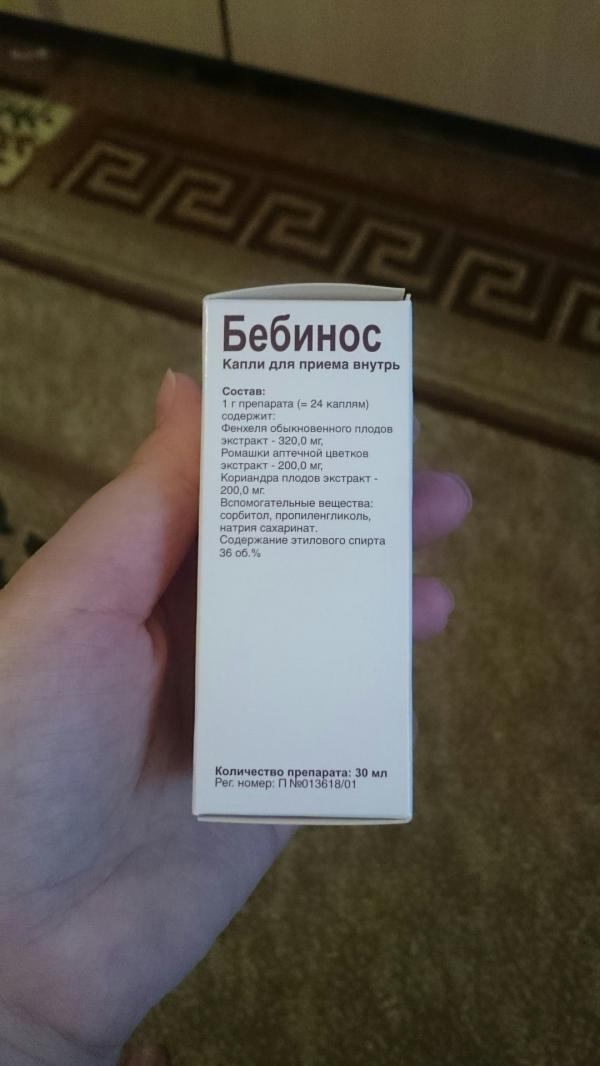 Бебинос
Капли для приема внутрь
Состав:
1 г препарата (= 24 каплям)
содержит:
Фенхеля обыкновенного плодов
экстракт - 320,0 мг,
Ромашки аптечной цветков
экстракт - 200,0 мг,
Кориандра плодов экстракт -
200,0 мг.
Вспомогательные вещества:
сорбитол, пропиленгликоль,
натрия сахаринат.
Содержание этилового спирта
36 об.%
Количество препарата: 30 мл
Рег. номер: П №013618/01